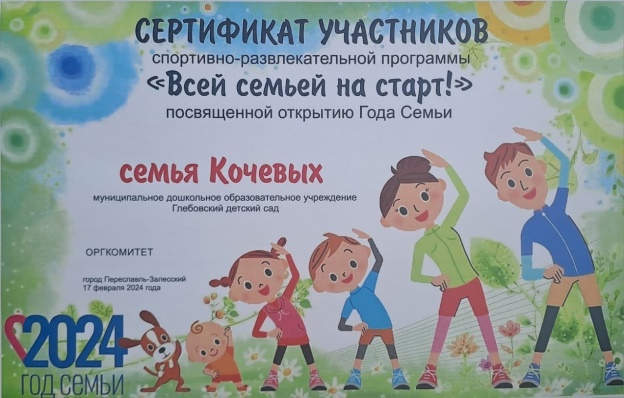 СЕРТИФИКАТ УЧАСТНИКОВ
спортивно-развлекательной программы
«Всей семьей на старт!»
посвященной открытию Года Семьи
семья Кочевых
муниципальное дошкольное образовательное учреждение
Глебовский детский сад
ОРГКОМИТЕТ
город Переславль-Залесский
17 февраля 2024 года
2024
ГОД СЕМЬИ